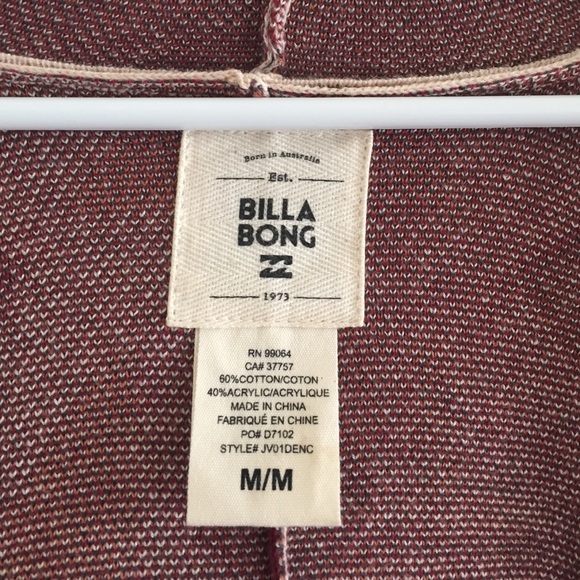 Born in Australia
Est.
BILLA
BONG
1973
RN 99064
CA# 37757
60%COTTON/COTON
40%ACRYLIC/ACRYLIQUE
MADE IN CHINA
FABRIQUÉ EN CHINE
PO# D7102
STYLE# JV01DENC
M/M